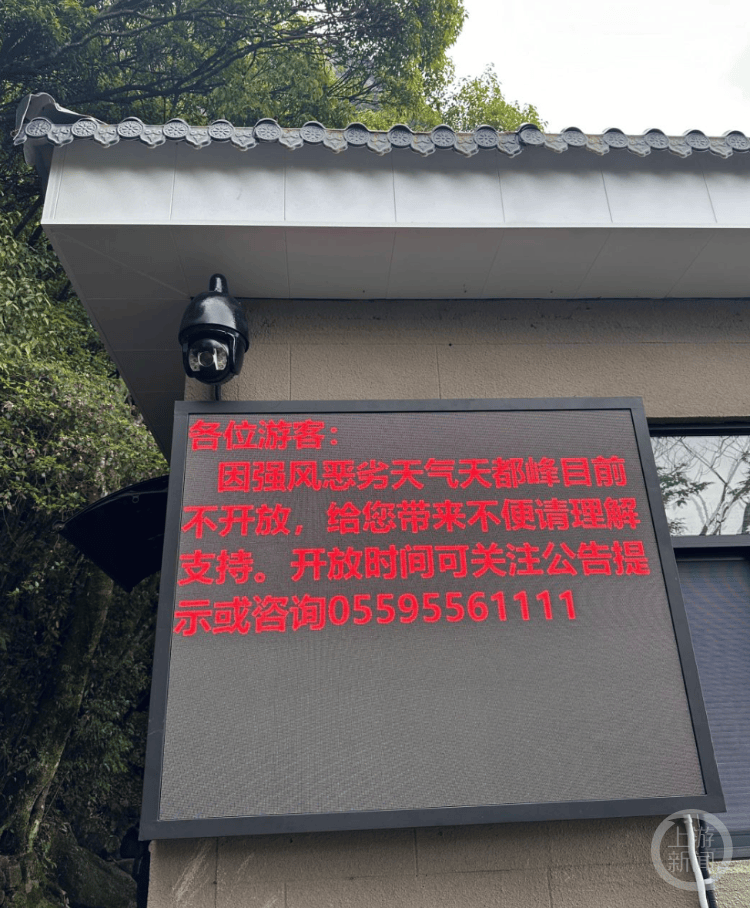 各位游客：
因强风恶劣天气天都峰目前
不开放，给您带来不便请理解
支持。开放时间可关注公告提
示或咨询05595561111
上游
新闻